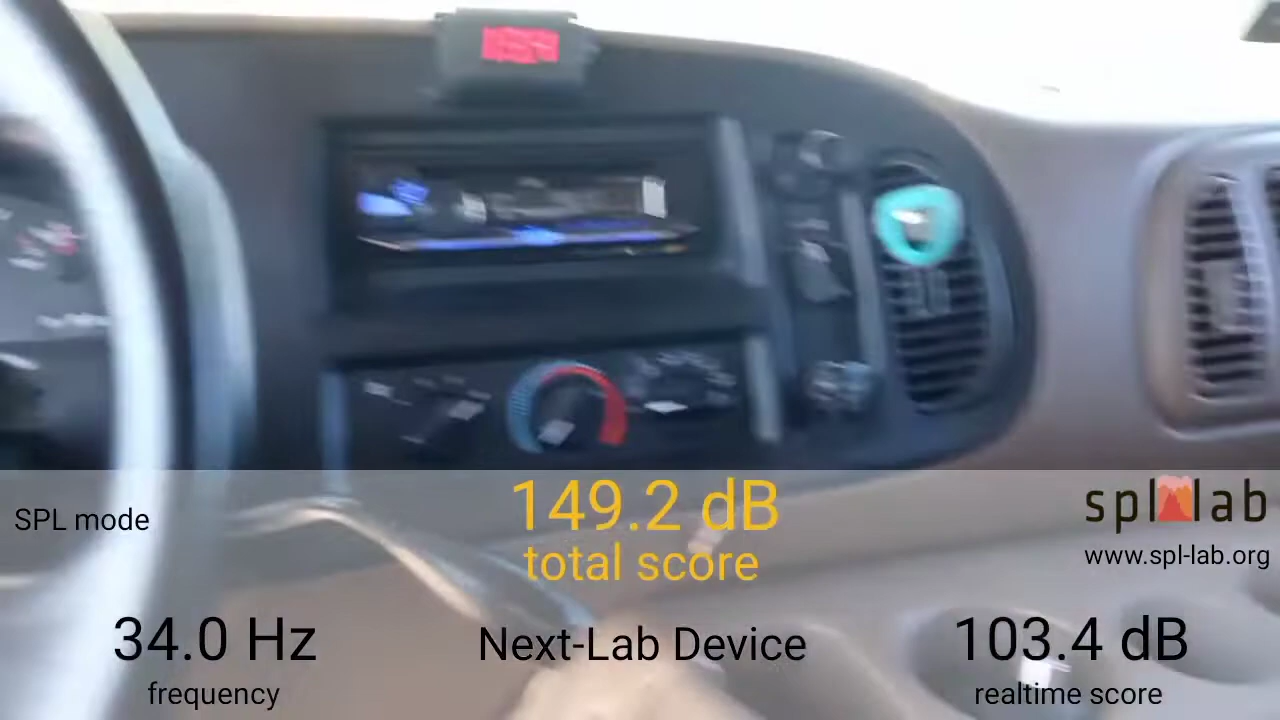 SPL mode
149.2 dB
total score
spl lab
www.spl-lab.org
34.0 Hz
frequency
Next-Lab Device
103.4 dB
realtime score